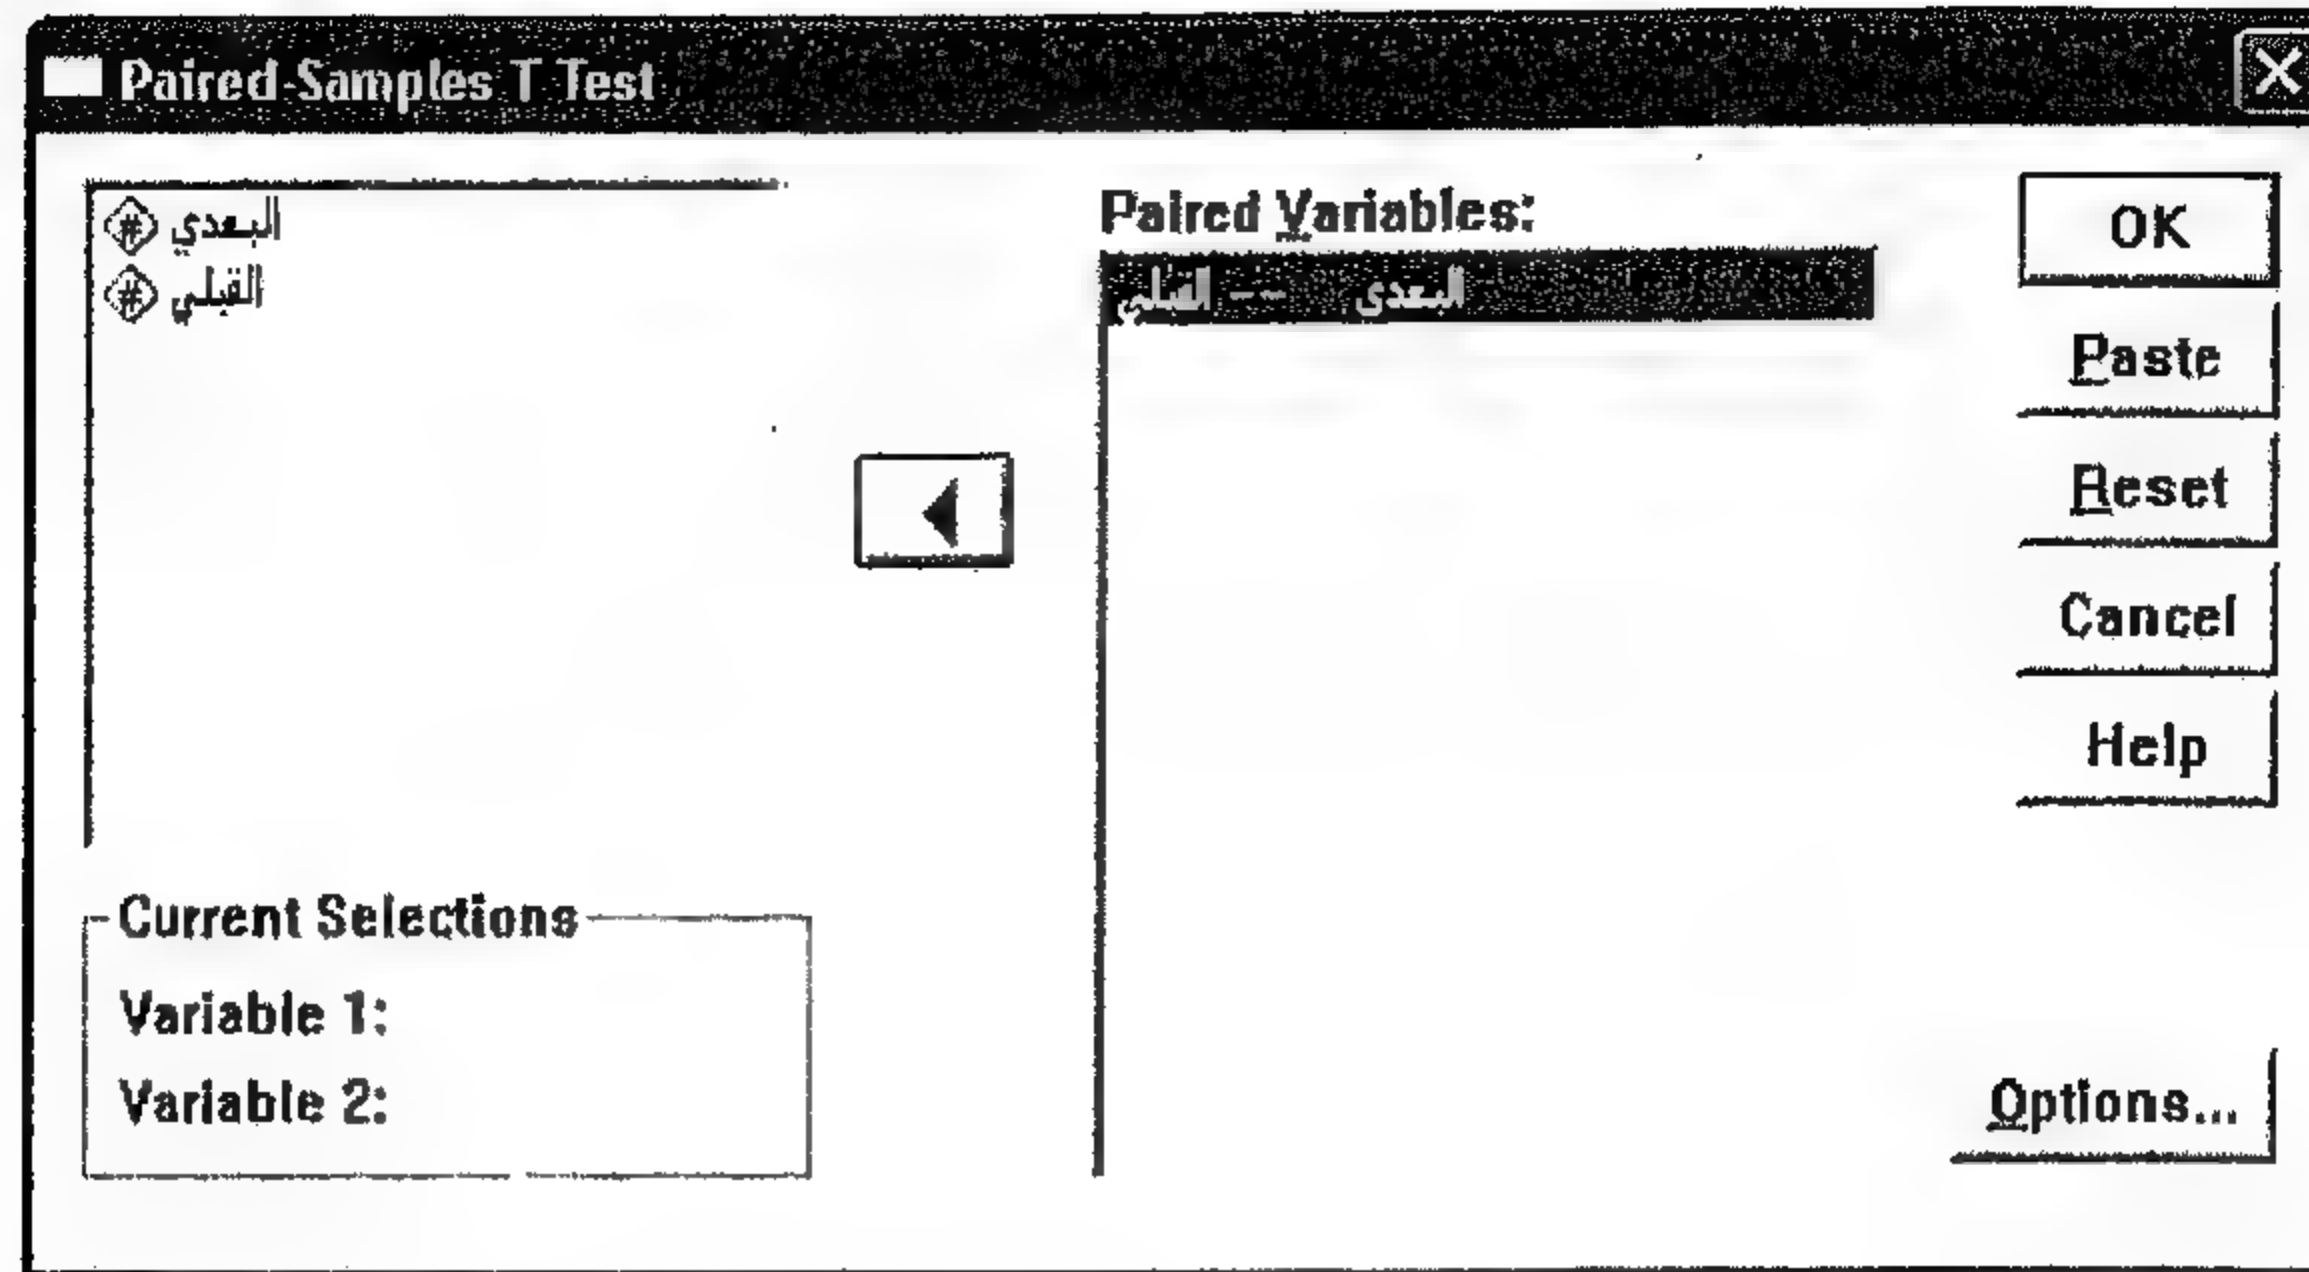 Paired-Samples T Test
البعدي
القبلي
Paired Variables:
القبلي -- البعدي
OK
Paste
Reset
Cancel
Help
Current Selections
Variable 1:
Variable 2:
Options...